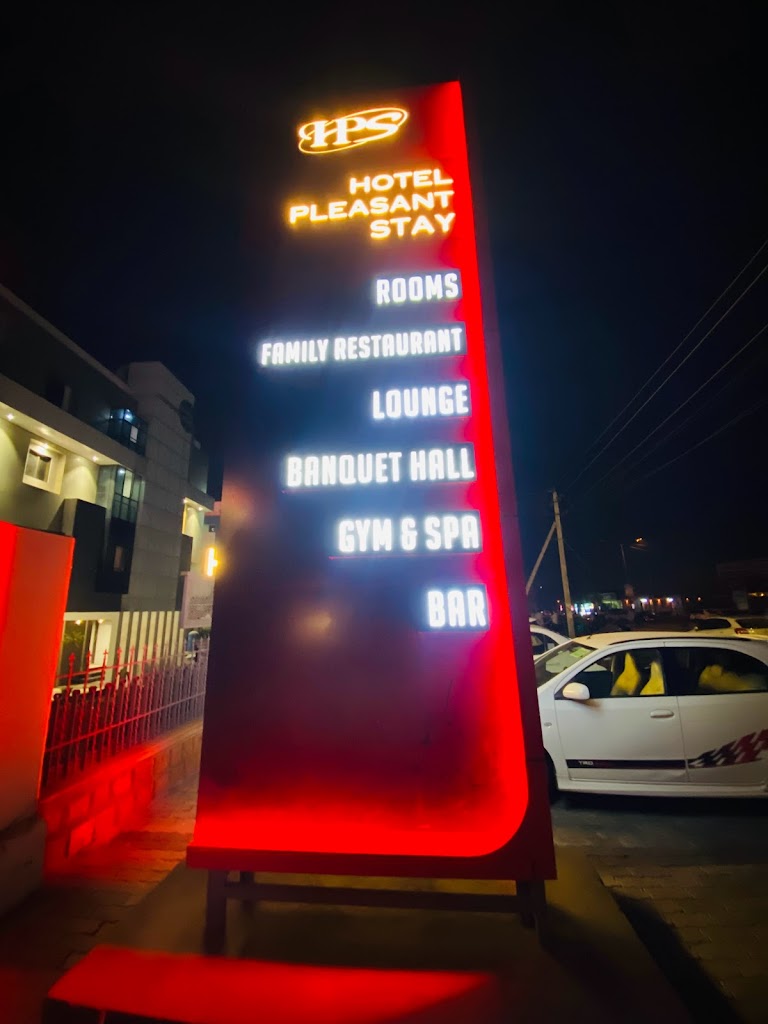 HPS
HOTEL
PLEASANT
STAY
ROOMS
FAMILY RESTAURANT
LOUNGE
BANQUET HALL
GYM & SPA
BAR